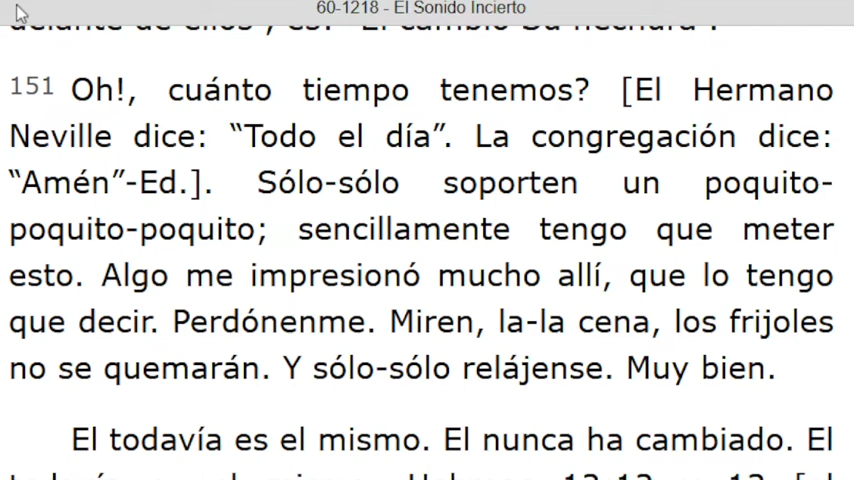 60-1218 - El Sonido Incierto
151 Oh!, cuánto tiempo tenemos? [El Hermano
Neville dice: “Todo el día”. La congregación dice:
“Amén”-Ed.]. Sólo-sólo soporten un poquito-
poquito-poquito; sencillamente tengo que meter
esto. Algo me impresionó mucho allí, que lo tengo
que decir. Perdónenme. Miren, la-la cena, los frijoles
no se quemarán. Y sólo-sólo relájense. Muy bien.
El todavía es el mismo. El nunca ha cambiado. El